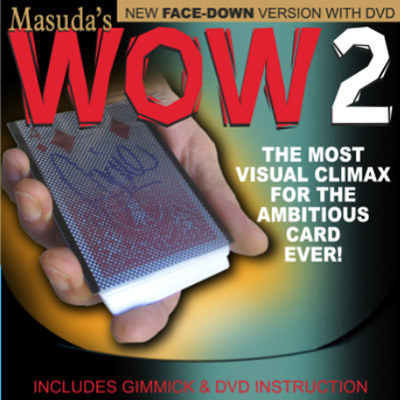 Masuda's
NEW FACE-DOWN VERSION WITH DVD
WOW 2
THE MOST
VISUAL CLIMAX
FOR THE
AMBITIOUS
CARD
EVER!
INCLUDES GIMMICK & DVD INSTRUCTION